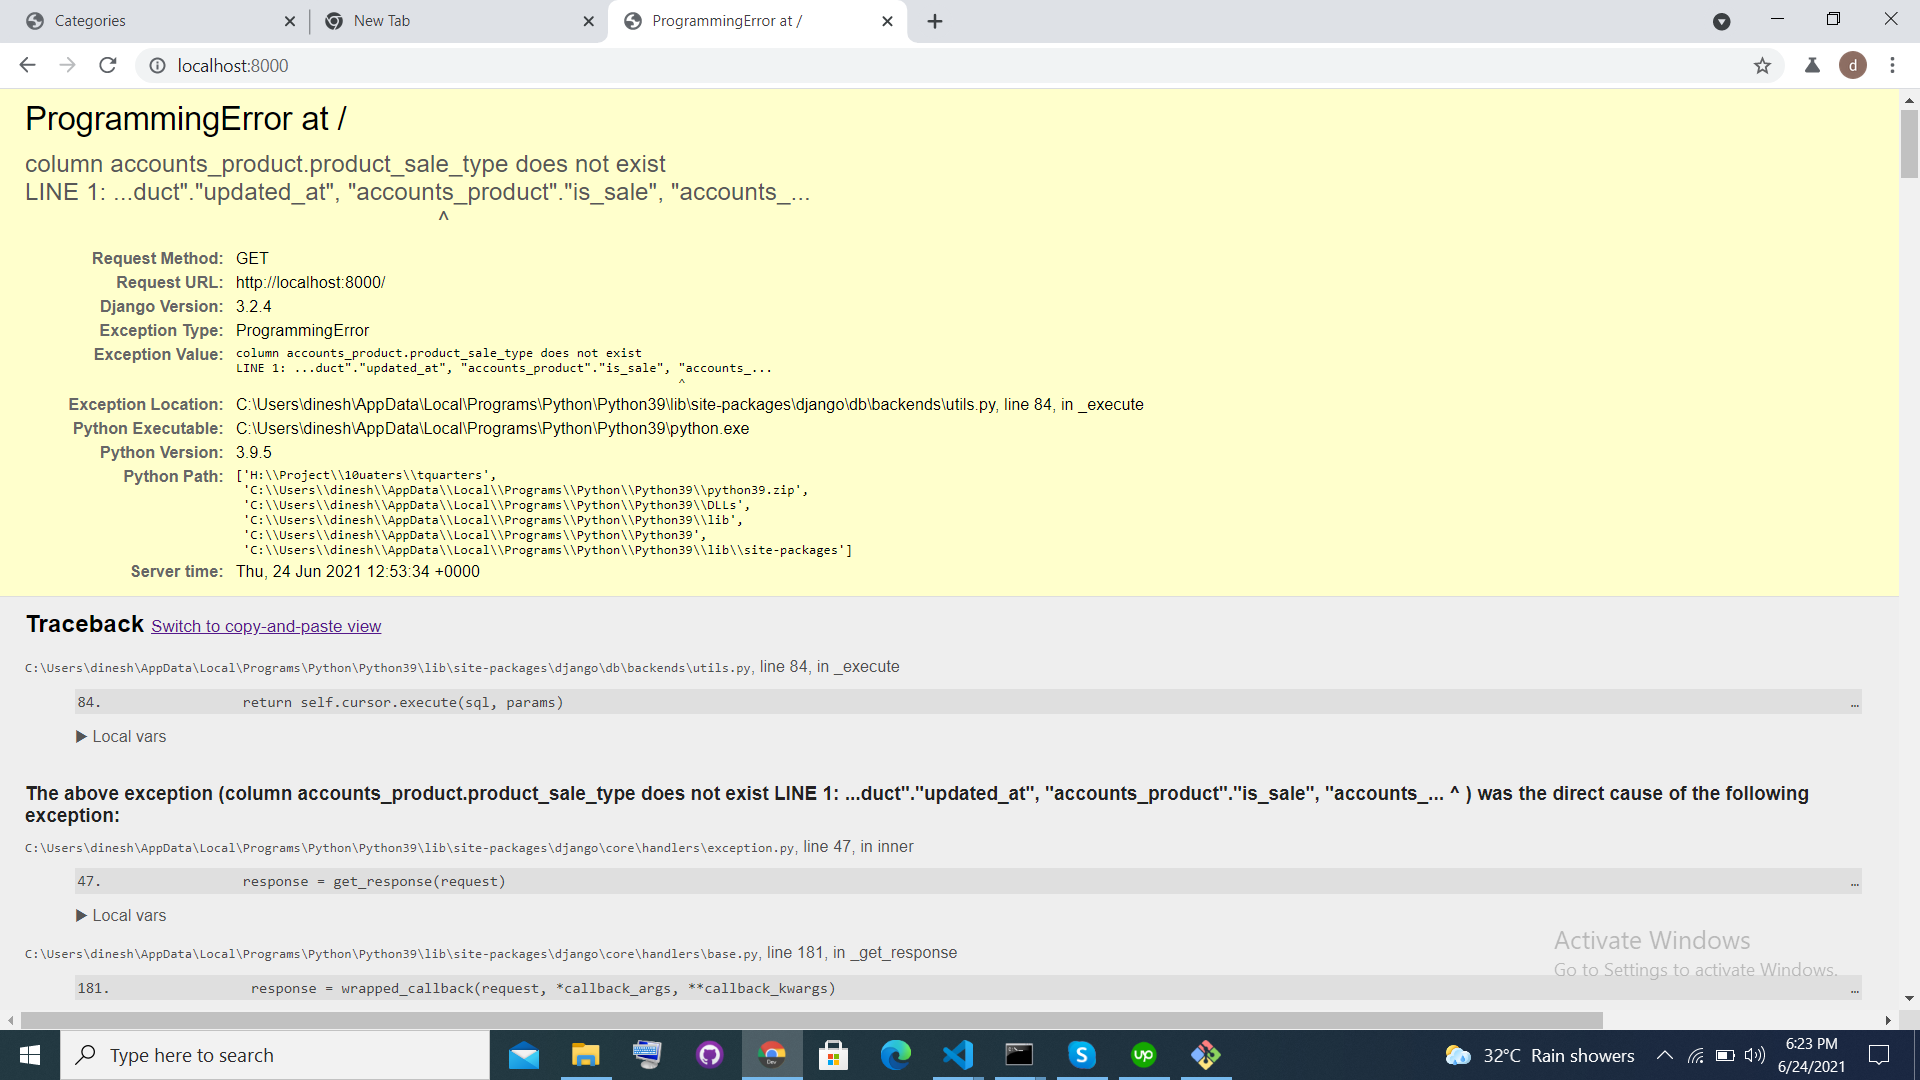 Categories
New Tab
ProgrammingError at /
localhost:8000
d
ProgrammingError at /
column accounts_product.product_sale_type does not exist
LINE 1: ...duct"."updated_at", "accounts_product"."is_sale", "accounts_...
^
Request Method: GET
Request URL: http://localhost:8000/
Django Version: 3.2.4
Exception Type: ProgrammingError
Exception Value: column accounts_product.product_sale_type does not exist
LINE 1: ...duct"."updated_at", "accounts_product"."is_sale", "accounts_...
^
Exception Location: C:\Users\dinesh\AppData\Local\Programs\Python\Python39\lib\site-packages\django\db\backends\utils.py, line 84, in _execute
Python Executable: C:\Users\dinesh\AppData\Local\Programs\Python\Python39\python.exe
Python Version: 3.9.5
Python Path: ['H:\\Project\\10uaters\\tquarters',
'C:\\Users\\dinesh\\AppData\\Local\\Programs\\Python\\Python39\\python39.zip',
'C:\\Users\\dinesh\\AppData\\Local\\Programs\\Python\\Python39\\DLLs',
'C:\\Users\\dinesh\\AppData\\Local\\Programs\\Python\\Python39\\lib',
'C:\\Users\\dinesh\\AppData\\Local\\Programs\\Python\\Python39',
'C:\\Users\\dinesh\\AppData\\Local\\Programs\\Python\\Python39\\lib\\site-packages']
Server time: Thu, 24 Jun 2021 12:53:34 +0000
Traceback Switch to copy-and-paste view
C:\Users\dinesh\AppData\Local\Programs\Python\Python39\lib\site-packages\django\db\backends\utils.py, line 84, in _execute
84. return self.cursor.execute(sql, params) …
▶ Local vars
The above exception (column accounts_product.product_sale_type does not exist LINE 1: ...duct"."updated_at", "accounts_product"."is_sale", "accounts_... ^ ) was the direct cause of the following
exception:
C:\Users\dinesh\AppData\Local\Programs\Python\Python39\lib\site-packages\django\core\handlers\exception.py, line 47, in inner
47. response = get_response(request) …
▶ Local vars
C:\Users\dinesh\AppData\Local\Programs\Python\Python39\lib\site-packages\django\core\handlers\base.py, line 181, in _get_response
181. response = wrapped_callback(request, *callback_args, **callback_kwargs) …
Activate Windows
Go to Settings to activate Windows.
Type here to search
Dev
S
up
32°C Rain showers
6:23 PM
6/24/2021